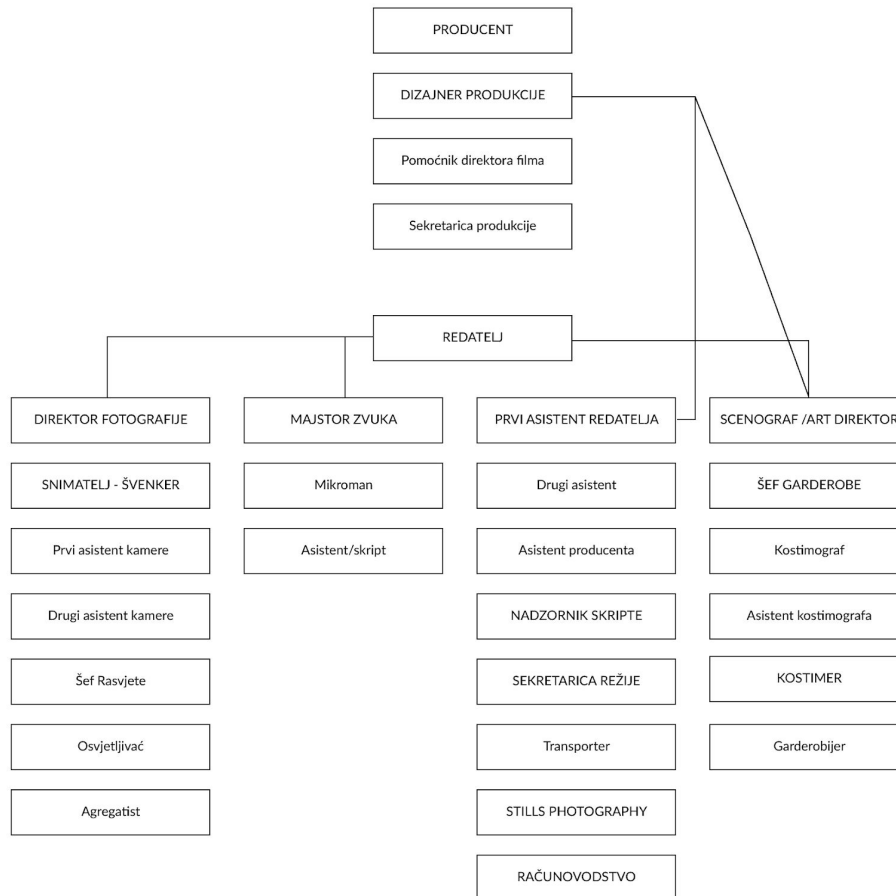 PRODUCENT
DIZAJNER PRODUKCIJE
Pomoćnik direktora filma
Sekretarica produkcije
REDATELJ
DIREKTOR FOTOGRAFIJE
SNIMATELJ - ŠVENKER
Prvi asistent kamere
Drugi asistent kamere
Šef Rasvjete
Osvjetljivać
Agregatist
MAJSTOR ZVUKA
Mikroman
Asistent/skript
PRVI ASISTENT REDATELJA
Drugi asistent
Asistent producenta
NADZORNIK SKRIPTE
SEKRETARICA REŽIJE
Transporter
STILLS PHOTOGRAPHY
RAČUNOVODSTVO
SCENOGRAF /ART DIREKTOR
ŠEF GARDEROBE
Kostimograf
Asistent kostimografa
KOSTIMER
Garderobijer